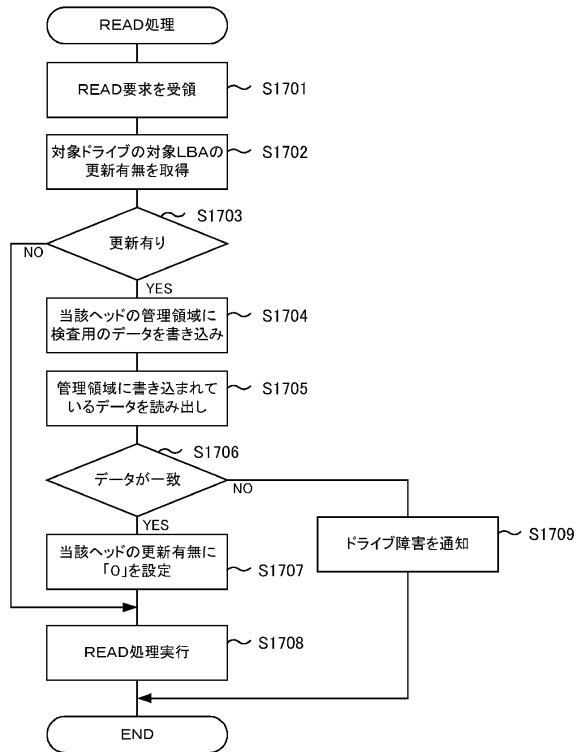 READ処理
READ要求を受領
S1701
対象ドライブの対象LBAの
更新有無を取得
S1702
S1703
更新有り
NO
YES
当該ヘッドの管理領域に
検査用のデータを書き込み
S1704
管理領域に書き込まれて
いるデータを読み出し
S1705
S1706
データが一致
NO
YES
ドライブ障害を通知
S1709
当該ヘッドの更新有無に
「0」を設定
S1707
READ処理実行
S1708
END